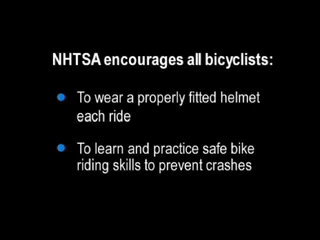 NHTSA encourages all bicyclists:
To wear a properly fitted helmet
each ride
To learn and practice safe bike
riding skills to prevent crashes